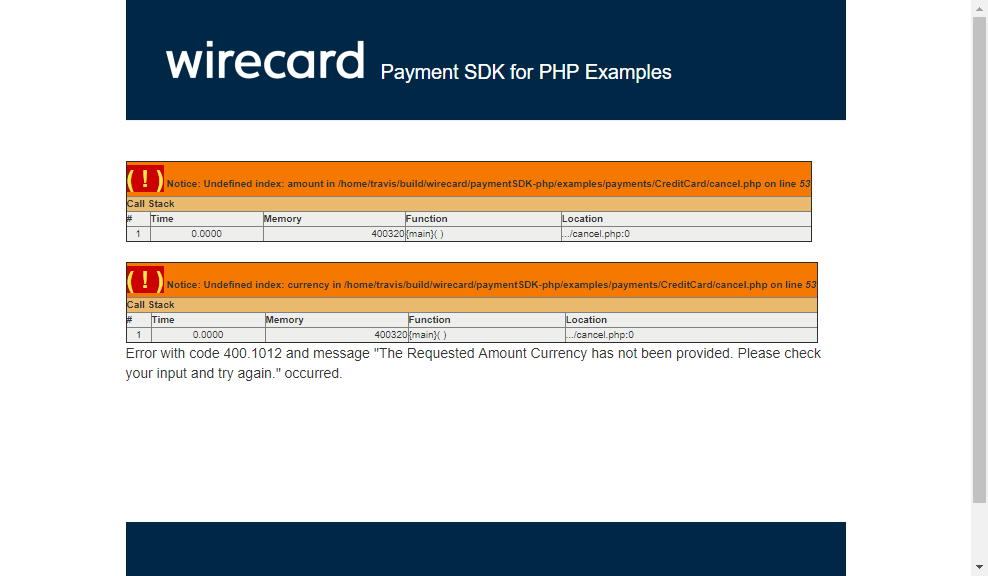 wirecard Payment SDK for PHP Examples
( ! ) Notice: Undefined index: amount in /home/travis/build/wirecard/paymentSDK-php/examples/payments/CreditCard/cancel.php on line 53
Call Stack
# Time Memory Function Location
1 0.0000 400320 {main}( ) .../cancel.php:0
( ! ) Notice: Undefined index: currency in /home/travis/build/wirecard/paymentSDK-php/examples/payments/CreditCard/cancel.php on line 53
Call Stack
# Time Memory Function Location
1 0.0000 400320 {main}( ) .../cancel.php:0
Error with code 400.1012 and message "The Requested Amount Currency has not been provided. Please check
your input and try again." occurred.